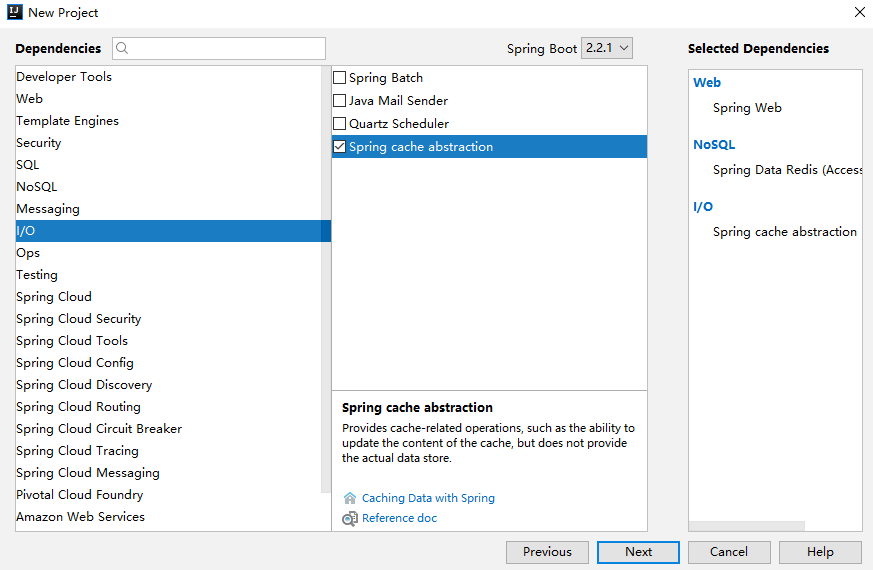 New Project
Dependencies
Spring Boot 2.2.1
Selected Dependencies
Developer Tools
Web
Template Engines
Security
SQL
NoSQL
Messaging
I/O
Ops
Testing
Spring Cloud
Spring Cloud Security
Spring Cloud Tools
Spring Cloud Config
Spring Cloud Discovery
Spring Cloud Routing
Spring Cloud Circuit Breaker
Spring Cloud Tracing
Spring Cloud Messaging
Pivotal Cloud Foundry
Amazon Web Services
Spring Batch
Java Mail Sender
Quartz Scheduler
Spring cache abstraction
Spring cache abstraction
Provides cache-related operations, such as the ability to
update the content of the cache, but does not provide
the actual data store.
Caching Data with Spring
Reference doc
Web
Spring Web
NoSQL
Spring Data Redis (Access
I/O
Spring cache abstraction
Previous
Next
Cancel
Help